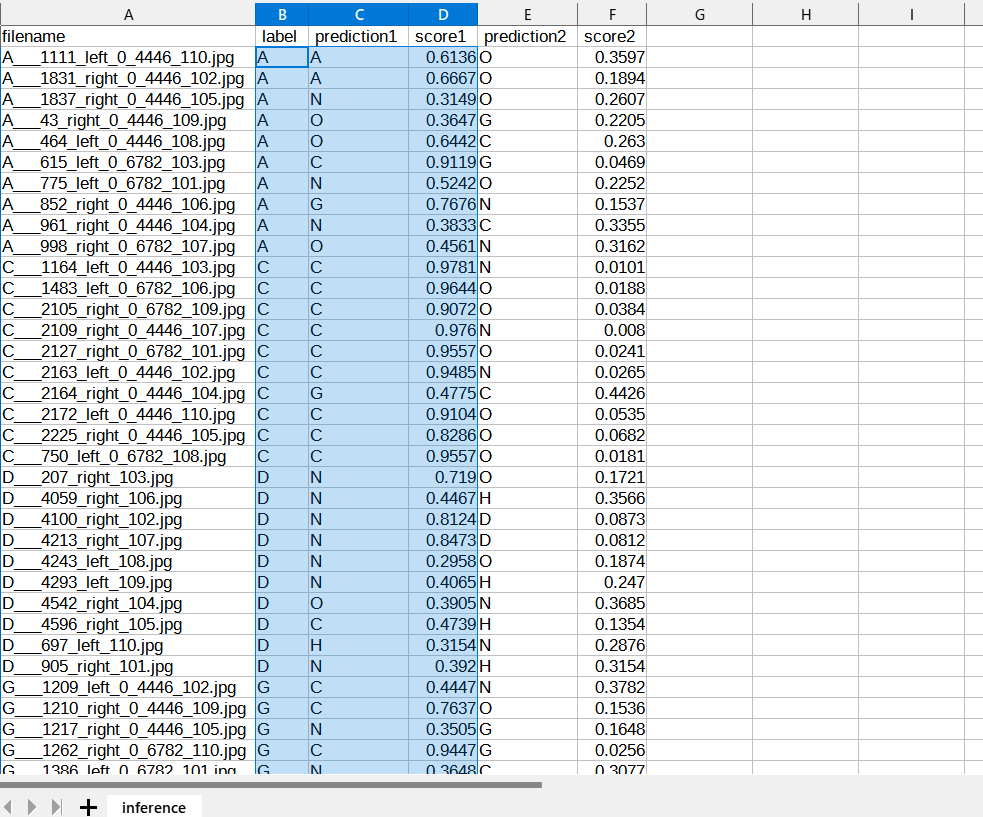 A B C D E F G H I
filename label prediction1 score1 prediction2 score2
A___1111_left_0_4446_110.jpg A A 0.6136 O 0.3597
A___1831_right_0_4446_102.jpg A A 0.6667 O 0.1894
A___1837_right_0_4446_105.jpg A N 0.3149 O 0.2607
A___43_right_0_4446_109.jpg A O 0.3647 G 0.2205
A___464_left_0_4446_108.jpg A O 0.6442 C 0.263
A___615_left_0_6782_103.jpg A C 0.9119 G 0.0469
A___775_left_0_6782_101.jpg A N 0.5242 O 0.2252
A___852_right_0_4446_106.jpg A G 0.7676 N 0.1537
A___961_right_0_4446_104.jpg A N 0.3833 C 0.3355
A___998_right_0_6782_107.jpg A O 0.4561 N 0.3162
C___1164_left_0_4446_103.jpg C C 0.9781 N 0.0101
C___1483_left_0_6782_106.jpg C C 0.9644 O 0.0188
C___2105_right_0_6782_109.jpg C C 0.9072 O 0.0384
C___2109_right_0_4446_107.jpg C C 0.976 N 0.008
C___2127_right_0_6782_101.jpg C C 0.9557 O 0.0241
C___2163_left_0_4446_102.jpg C C 0.9485 N 0.0265
C___2164_right_0_4446_104.jpg C G 0.4775 C 0.4426
C___2172_left_0_4446_110.jpg C C 0.9104 O 0.0535
C___2225_right_0_4446_105.jpg C C 0.8286 O 0.0682
C___750_left_0_6782_108.jpg C C 0.9557 O 0.0181
D___207_right_103.jpg D N 0.719 O 0.1721
D___4059_right_106.jpg D N 0.4467 H 0.3566
D___4100_right_102.jpg D N 0.8124 D 0.0873
D___4213_right_107.jpg D N 0.8473 D 0.0812
D___4243_left_108.jpg D N 0.2958 O 0.1874
D___4293_left_109.jpg D N 0.4065 H 0.247
D___4542_right_104.jpg D O 0.3905 N 0.3685
D___4596_right_105.jpg D C 0.4739 H 0.1354
D___697_left_110.jpg D H 0.3154 N 0.2876
D___905_right_101.jpg D N 0.392 H 0.3154
G___1209_left_0_4446_102.jpg G C 0.4447 N 0.3782
G___1210_right_0_4446_109.jpg G C 0.7637 O 0.1536
G___1217_right_0_4446_105.jpg G N 0.3505 G 0.1648
G___1262_right_0_6782_110.jpg G C 0.9447 G 0.0256
G___1386_left_0_6782_101.jpg G N 0.3648 C 0.3077
inference